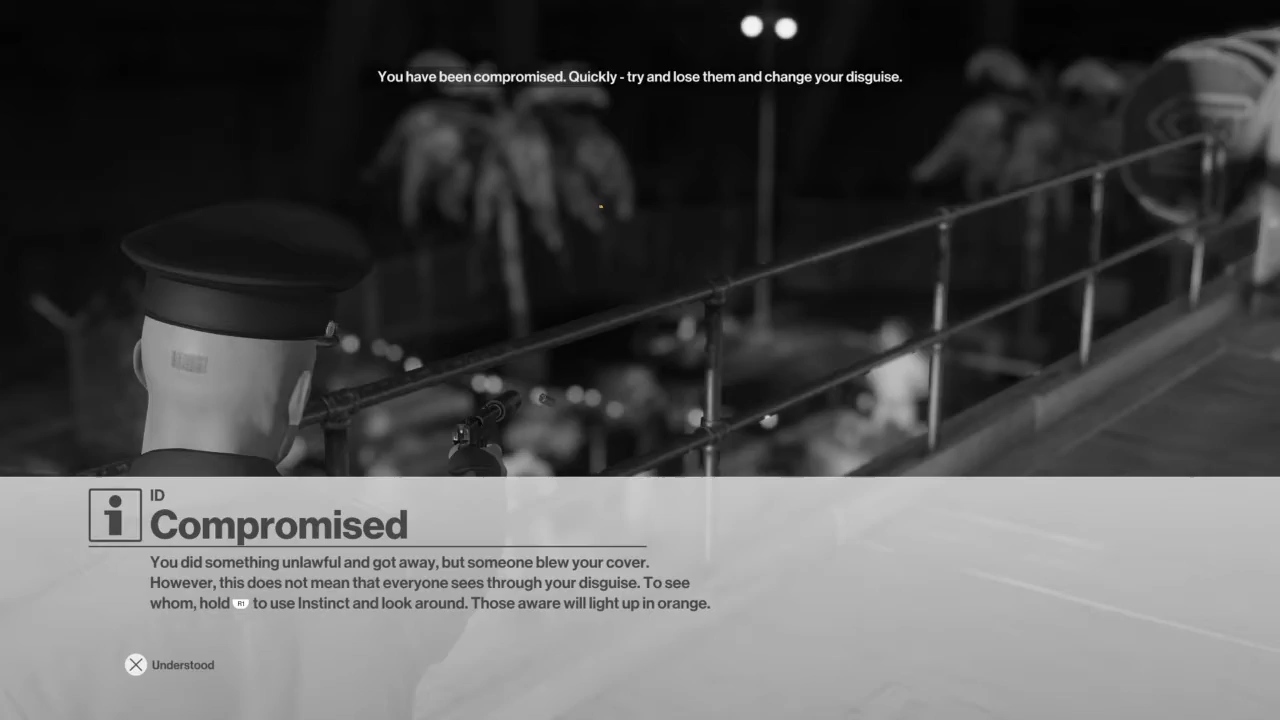 You have been compromised. Quickly - try and lose them and change your disguise.
ID
Compromised
You did something unlawful and got away, but someone blew your cover.
However, this does not mean that everyone sees through your disguise. To see
whom, hold R1 to use Instinct and look around. Those aware will light up in orange.
Understood